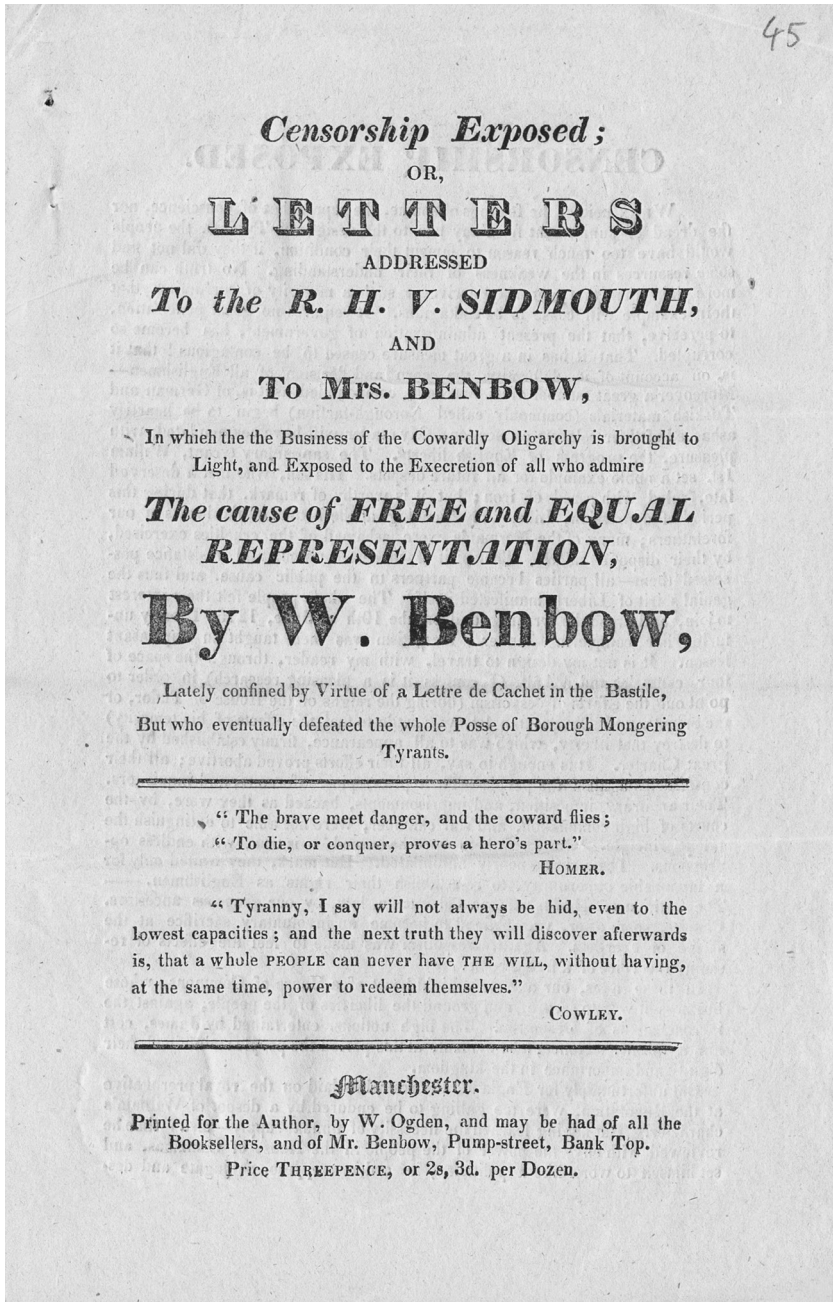 45
Censorship Exposed;
OR,
LETTERS
ADDRESSED
To the R. H. V. SIDMOUTH,
AND
To Mrs. BENBOW,
In whieh the the Business of the Cowardly Oligarchy is brought to
Light, and Exposed to the Execretion of all who admire
The cause of FREE and EQUAL
REPRESENTATION,
By W. Benbow,
Lately confined by Virtue of a Lettre de Cachet in the Bastile,
But who eventually defeated the whole Posse of Borough Mongering
Tyrants.
“ The brave meet danger, and the coward flies;
“ To die, or conquer, proves a hero's part.”
HOMER.
“ Tyranny, I say will not always be hid, even to the
lowest capacities; and the next truth they will discover afterwards
is, that a whole PEOPLE can never have THE WILL, without having,
at the same time, power to redeem themselves.”
COWLEY.
Manchester.
Printed for the Author, by W. Ogden, and may be had of all the
Booksellers, and of Mr. Benbow, Pump-street, Bank Top.
Price THREEPENCE, or 2s, 3d. per Dozen.